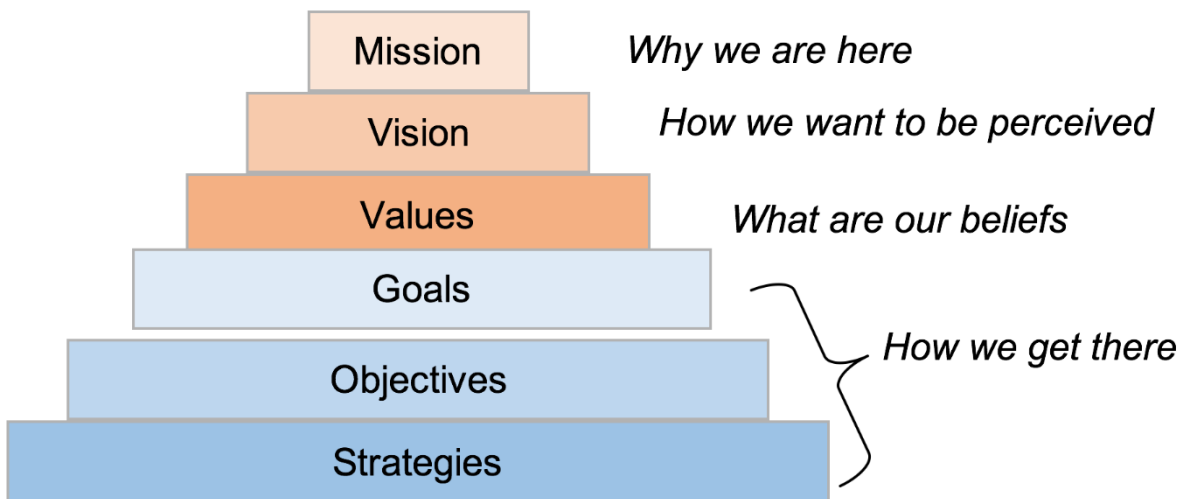 Mission
Why we are here
Vision
How we want to be perceived
Values
What are our beliefs
Goals
Objectives
How we get there
Strategies